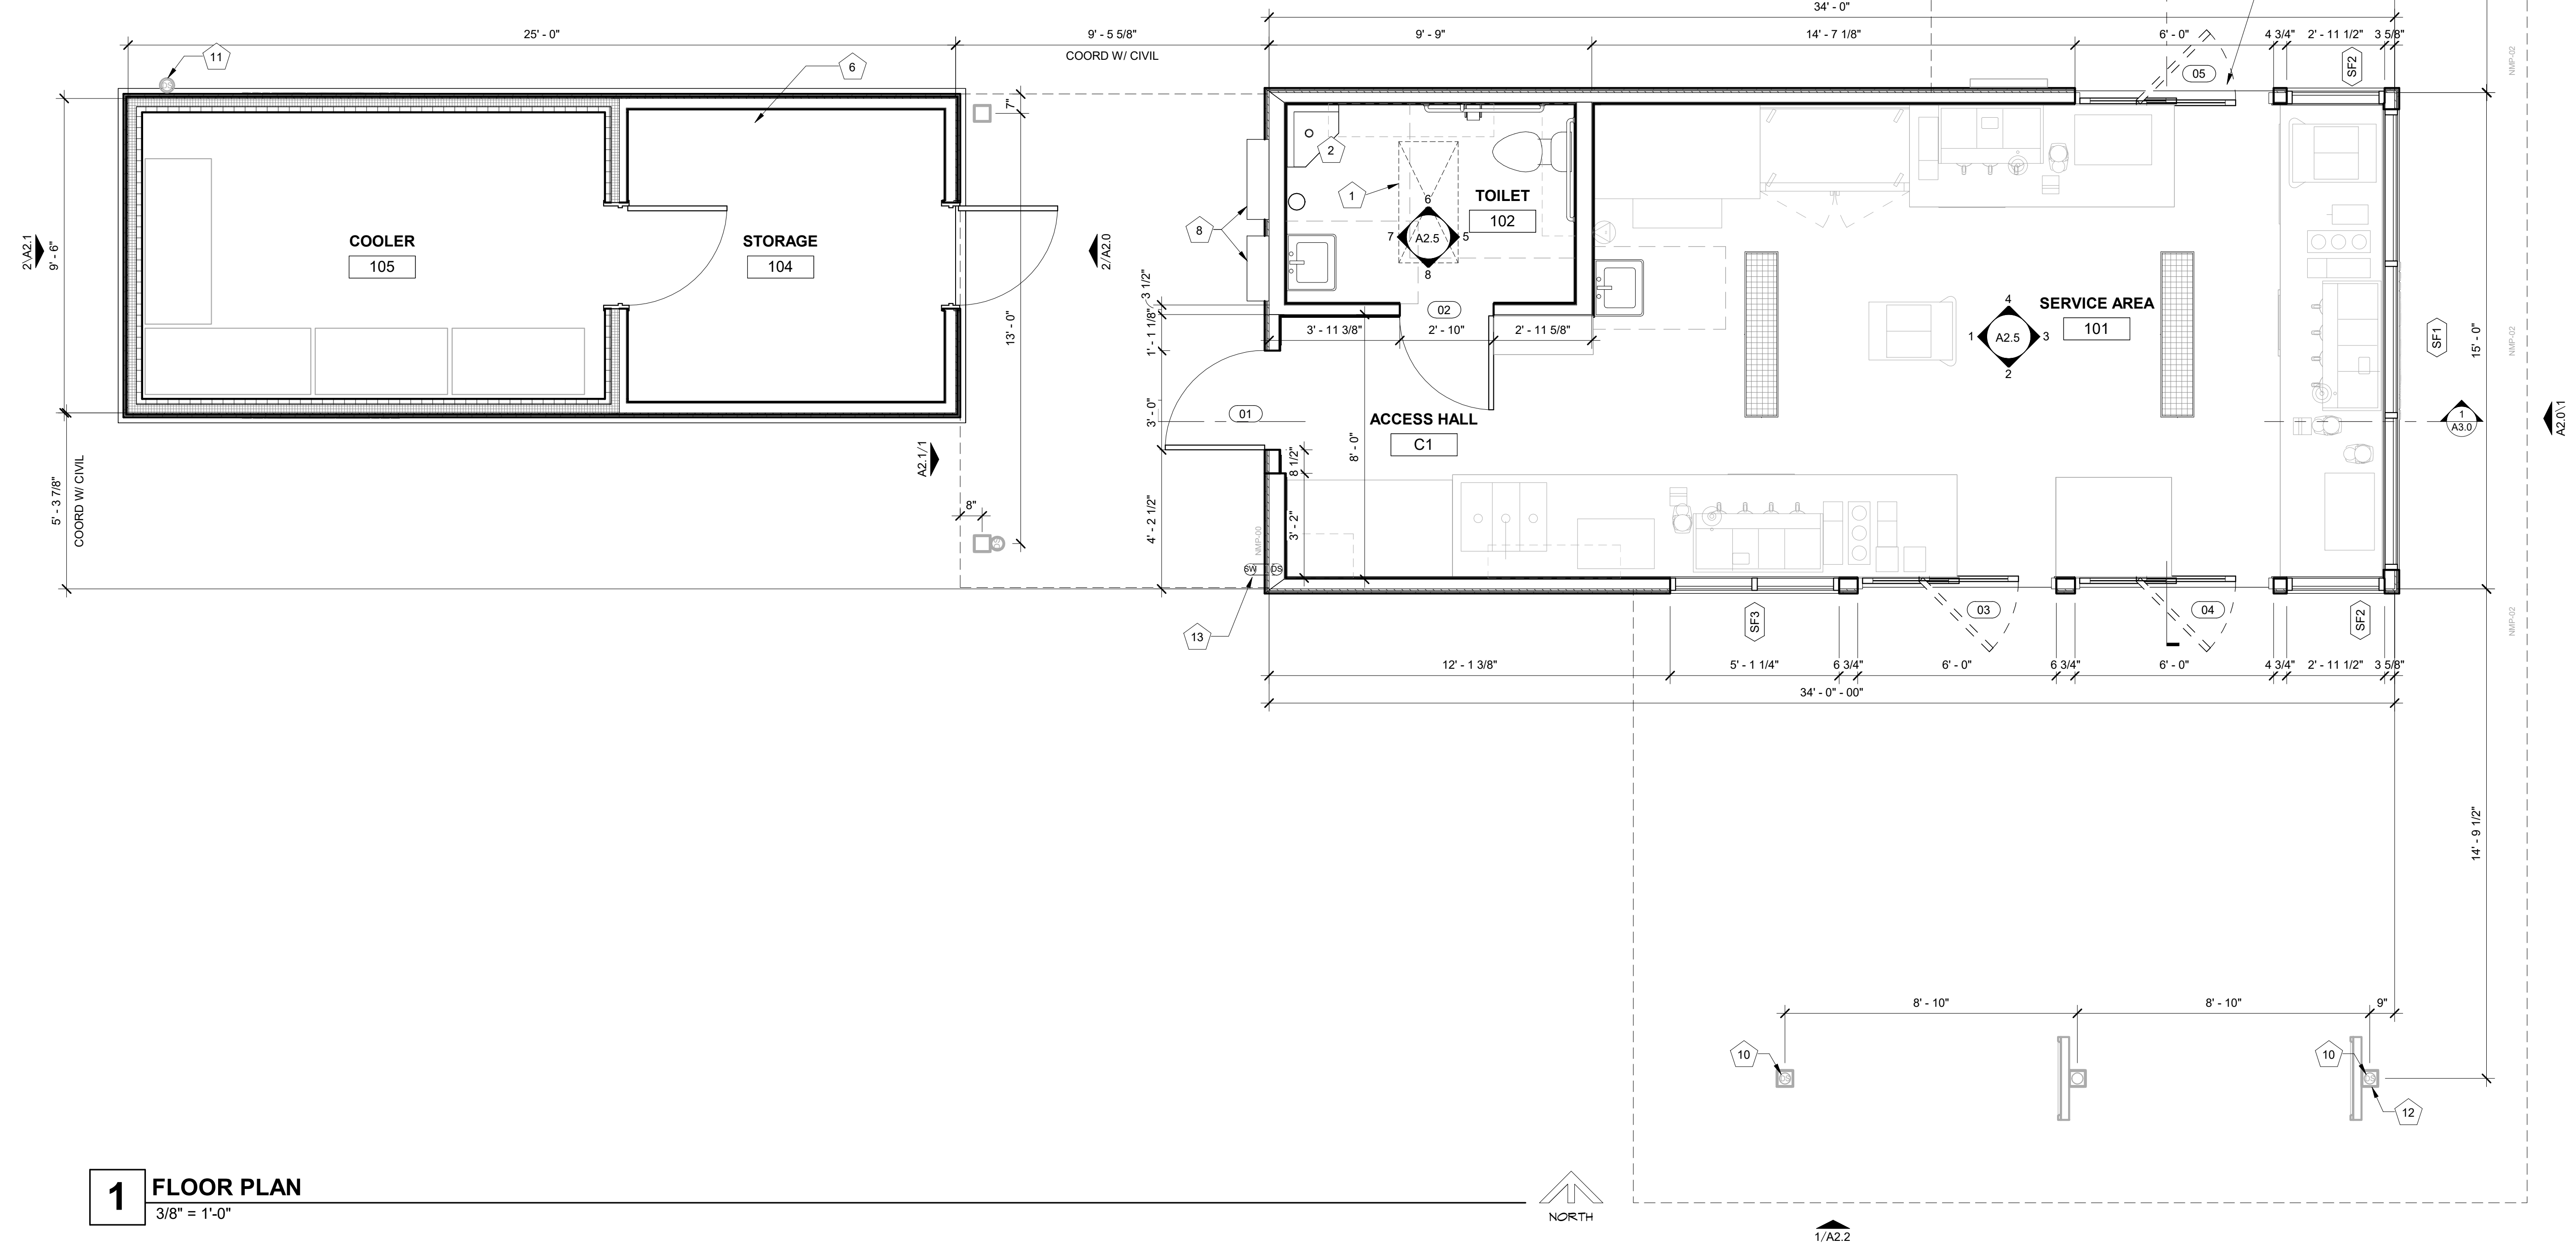 34' - 0"
25' - 0"
9' - 5 5/8"
9' - 9"
14' - 7 1/8"
6' - 0"
4 3/4"
2' - 11 1/2"
3 5/8"
COORD W/ CIVIL
11
6
05
SF2
NMP-02
7"
2
1
TOILET
102
6
7
A2.5
5
8
8
2\A2.1
9' - 6"
COOLER
105
STORAGE
104
2/A2.0
13' - 0"
3 1/2"
1' - 1 1/8"
02
3' - 11 3/8"
2' - 10"
2' - 11 5/8"
SERVICE AREA
101
4
1
A2.5
3
2
SF1
15' - 0"
NMP-02
3' - 0"
01
ACCESS HALL
C1
8' - 0"
1
A3.0
A2.0\1
A2.1/1
5' - 3 7/8"
COORD W/ CIVIL
8"
4' - 2 1/2"
8 1/2"
3' - 2"
NMP-00
SW
DS
13
SF3
03
04
SF2
NMP-02
12' - 1 3/8"
5' - 1 1/4"
6 3/4"
6' - 0"
6 3/4"
6' - 0"
4 3/4"
2' - 11 1/2"
3 5/8"
34' - 0" - 00"
14' - 9 1/2"
8' - 10"
8' - 10"
9"
10
10
12
1
FLOOR PLAN
3/8" = 1'-0"
NORTH
1/A2.2